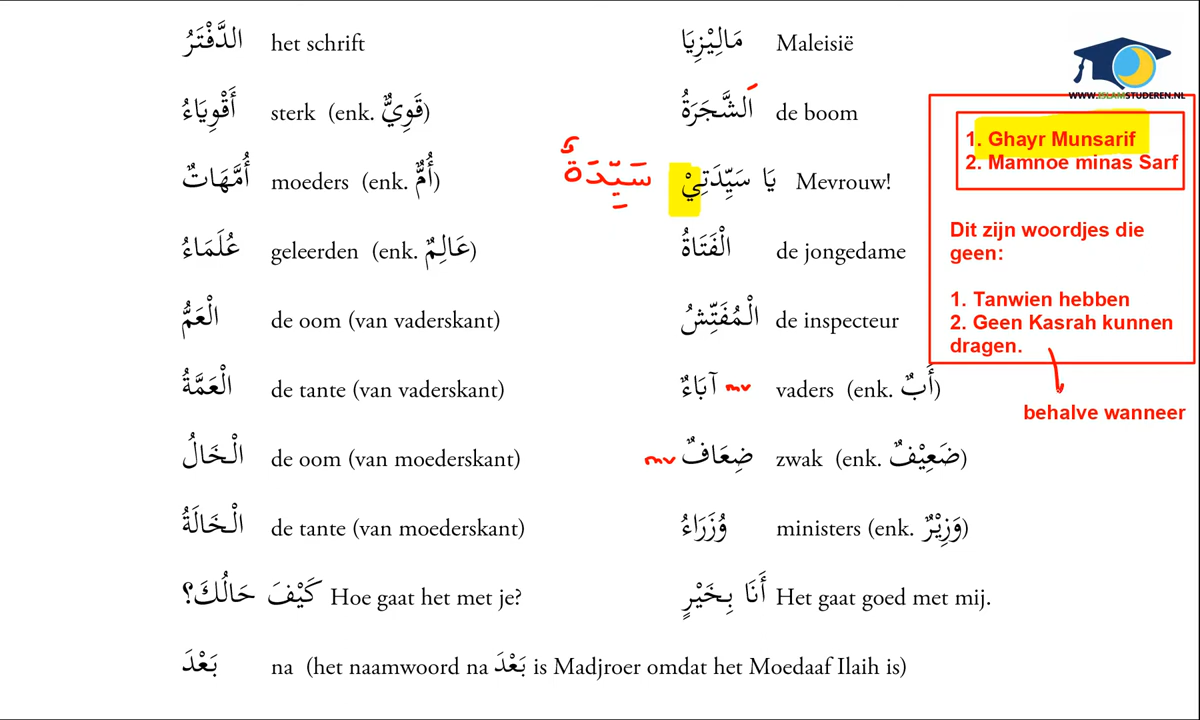 الدَّفْتَرُ het schrift
مَالِيْزِيَا Maleisië
WWW.ISLAMSTUDEREN.NL
أَقْوِيَاءُ sterk (enk. قَوِيٌّ)
اَلشَّجَرَةُ de boom
1. Ghayr Munsarif
2. Mamnoe minas Sarf
أُمَّهَاتٌ moeders (enk. أُمٌّ)
سَيِّدَةٌ يَا سَيِّدَتِيْ Mevrouw!
عُلَمَاءُ geleerden (enk. عَالِمٌ)
الْفَتَاةُ de jongedame
Dit zijn woordjes die
geen:
1. Tanwien hebben
2. Geen Kasrah kunnen
dragen.
الْعَمُّ de oom (van vaderskant)
الْمُفَتِّشُ de inspecteur
الْعَمَّةُ de tante (van vaderskant)
آبَاءٌ mv vaders (enk. أَبٌ)
behalve wanneer
الْخَالُ de oom (van moederskant)
mv ضِعَافٌ zwak (enk. ضَعِيْفٌ)
الْخَالَةُ de tante (van moederskant)
وُزَرَاءُ ministers (enk. وَزِيْرٌ)
كَيْفَ حَالُكَ؟ Hoe gaat het met je?
أَنَا بِخَيْرٍ Het gaat goed met mij.
بَعْدَ na (het naamwoord na بَعْدَ is Madjroer omdat het Moedaaf Ilaih is)